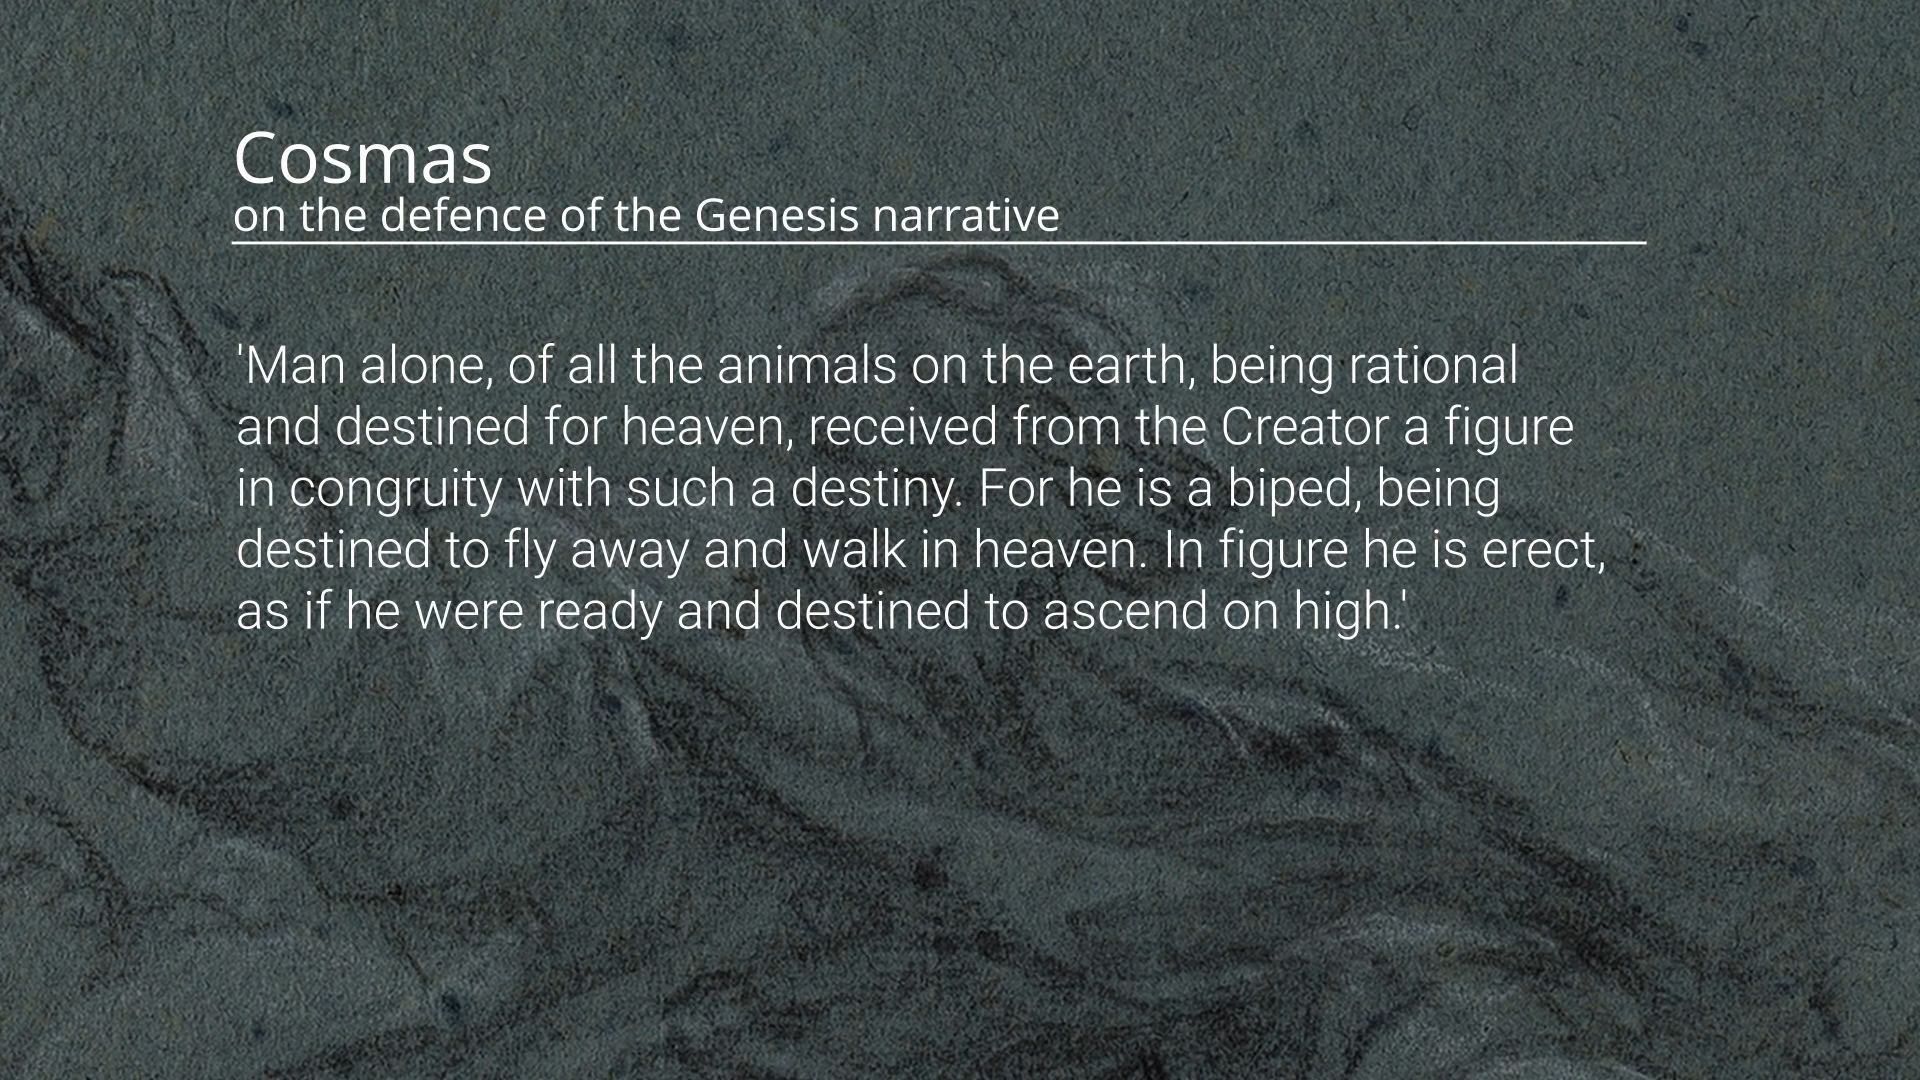 Cosmas
on the defence of the Genesis narrative
'Man alone, of all the animals on the earth, being rational
and destined for heaven, received from the Creator a figure
in congruity with such a destiny. For he is a biped, being
destined to fly away and walk in heaven. In figure he is erect,
as if he were ready and destined to ascend on high.'